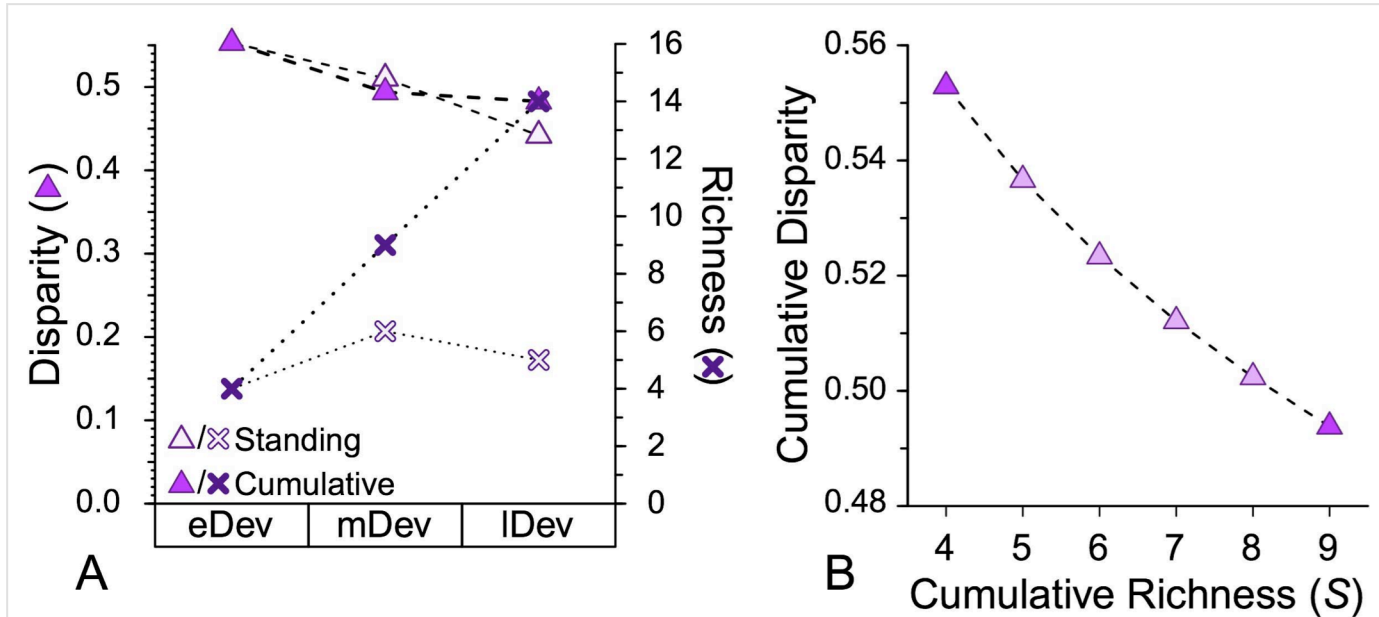 0.5
0.4
0.3
0.2
0.1
0.0
Disparity ( )
16
14
12
10
8
6
4
2
0
Richness ( )
/ Standing
/ Cumulative
eDev mDev lDev
A
0.56
0.54
0.52
0.50
0.48
Cumulative Disparity
4 5 6 7 8 9
Cumulative Richness (S)
B